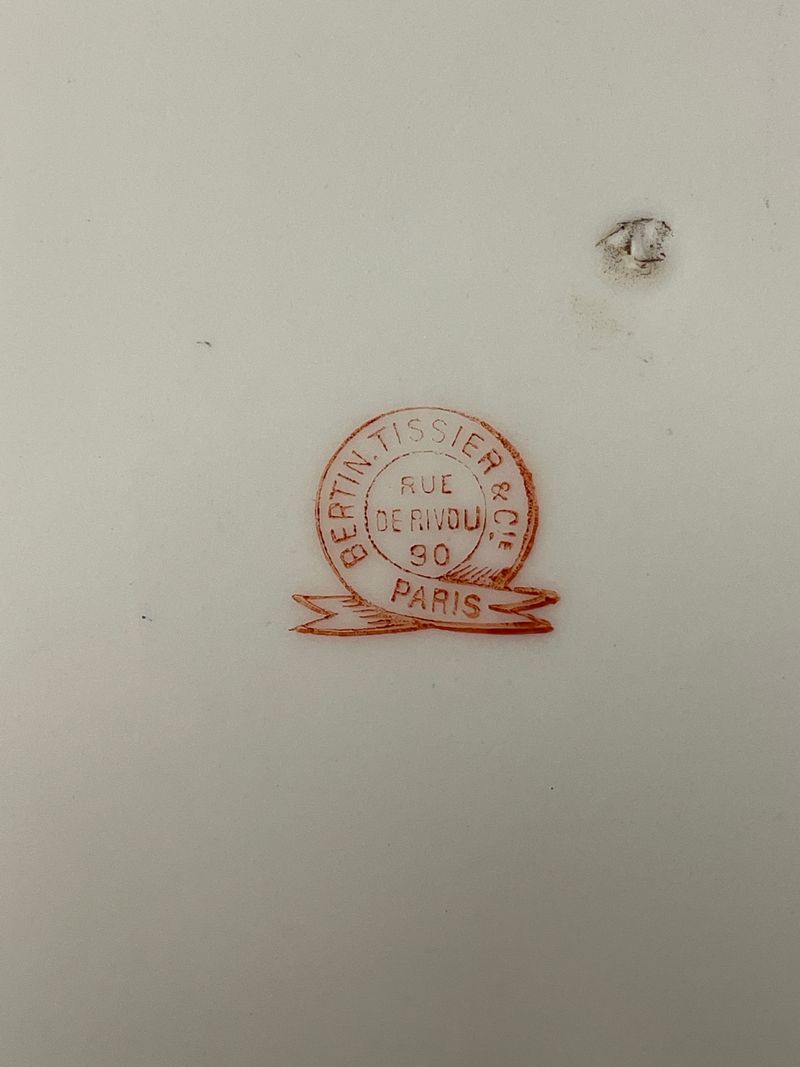 BERTIN.TISSIER & Cie
RUE
DE RIVOLI
90
PARIS